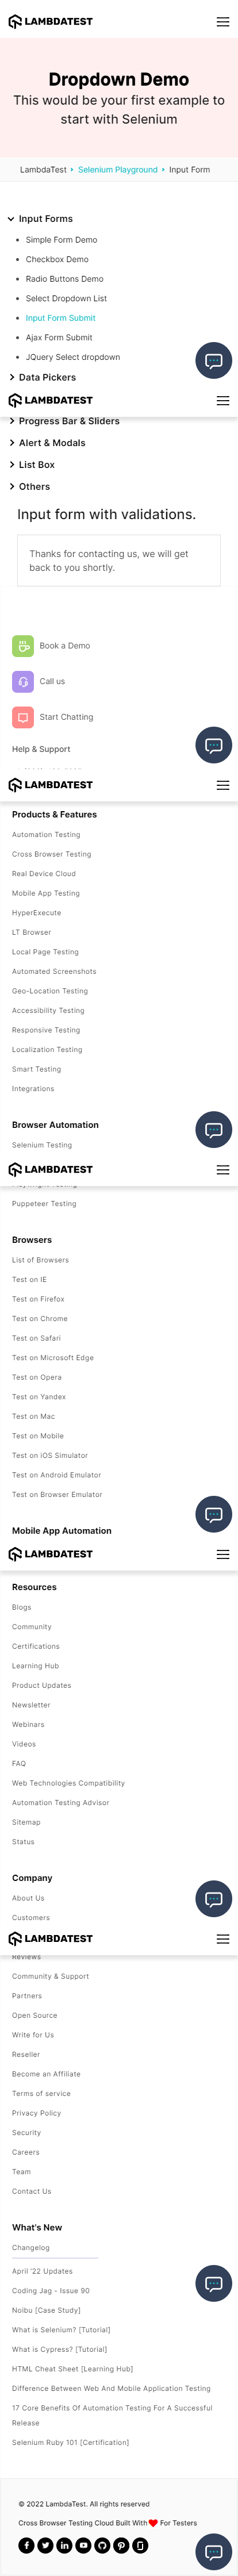 LAMBDATEST
Dropdown Demo
This would be your first example to
start with Selenium
LambdaTest
Selenium Playground
Input Form
Input Forms
Simple Form Demo
Checkbox Demo
Radio Buttons Demo
Select Dropdown List
Input Form Submit
Ajax Form Submit
JQuery Select dropdown
Data Pickers
LAMBDATEST
Progress Bar & Sliders
Alert & Modals
List Box
Others
Input form with validations.
Thanks for contacting us, we will get
back to you shortly.
Book a Demo
Call us
Start Chatting
Help & Support
LAMBDATEST
Products & Features
Automation Testing
Cross Browser Testing
Real Device Cloud
Mobile App Testing
HyperExecute
LT Browser
Local Page Testing
Automated Screenshots
Geo-Location Testing
Accessibility Testing
Responsive Testing
Localization Testing
Smart Testing
Integrations
Browser Automation
Selenium Testing
LAMBDATEST
Puppeteer Testing
Browsers
List of Browsers
Test on IE
Test on Firefox
Test on Chrome
Test on Safari
Test on Microsoft Edge
Test on Opera
Test on Yandex
Test on Mac
Test on Mobile
Test on iOS Simulator
Test on Android Emulator
Test on Browser Emulator
Mobile App Automation
LAMBDATEST
Resources
Blogs
Community
Certifications
Learning Hub
Product Updates
Newsletter
Webinars
Videos
FAQ
Web Technologies Compatibility
Automation Testing Advisor
Sitemap
Status
Company
About Us
Customers
LAMBDATEST
Reviews
Community & Support
Partners
Open Source
Write for Us
Reseller
Become an Affiliate
Terms of service
Privacy Policy
Security
Careers
Team
Contact Us
What's New
Changelog
April '22 Updates
Coding Jag - Issue 90
Noibu [Case Study]
What is Selenium? [Tutorial]
What is Cypress? [Tutorial]
HTML Cheat Sheet [Learning Hub]
Difference Between Web And Mobile Application Testing
17 Core Benefits Of Automation Testing For A Successful
Release
Selenium Ruby 101 [Certification]
© 2022 LambdaTest. All rights reserved
Cross Browser Testing Cloud Built With
For Testers